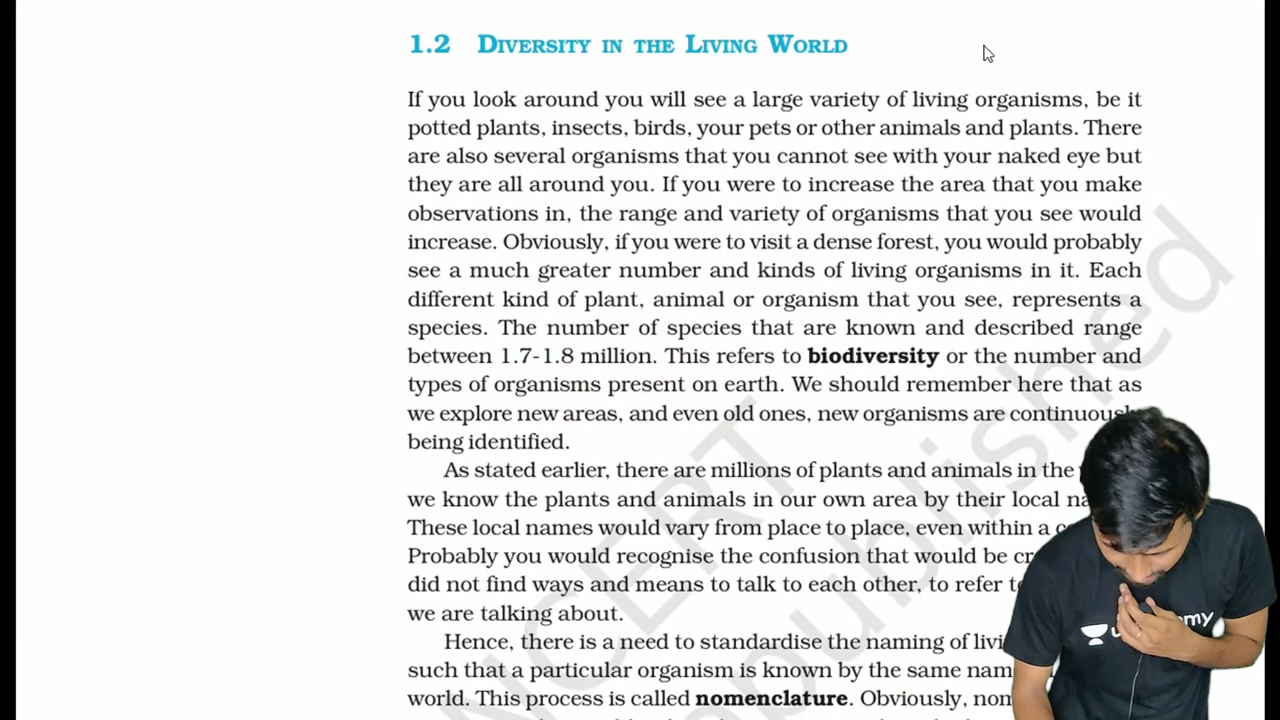 1.2 DIVERSITY IN THE LIVING WORLD
If you look around you will see a large variety of living organisms, be it
potted plants, insects, birds, your pets or other animals and plants. There
are also several organisms that you cannot see with your naked eye but
they are all around you. If you were to increase the area that you make
observations in, the range and variety of organisms that you see would
increase. Obviously, if you were to visit a dense forest, you would probably
see a much greater number and kinds of living organisms in it. Each
different kind of plant, animal or organism that you see, represents a
species. The number of species that are known and described range
between 1.7-1.8 million. This refers to biodiversity or the number and
types of organisms present on earth. We should remember here that as
we explore new areas, and even old ones, new organisms are continuously
being identified.
As stated earlier, there are millions of plants and animals in the
we know the plants and animals in our own area by their local
These local names would vary from place to place, even within a
Probably you would recognise the confusion that would be
did not find ways and means to talk to each other, to refer
we are talking about.
Hence, there is a need to standardise the naming of
such that a particular organism is known by the same
world. This process is called nomenclature. Obviously,
NCERT
published